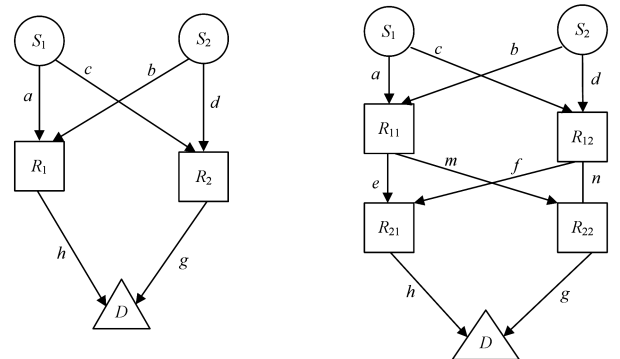 S1 S2
a c b d
R1 R2
h g
D
S1 S2
a c b d
R11 R12
e m f n
R21 R22
h g
D